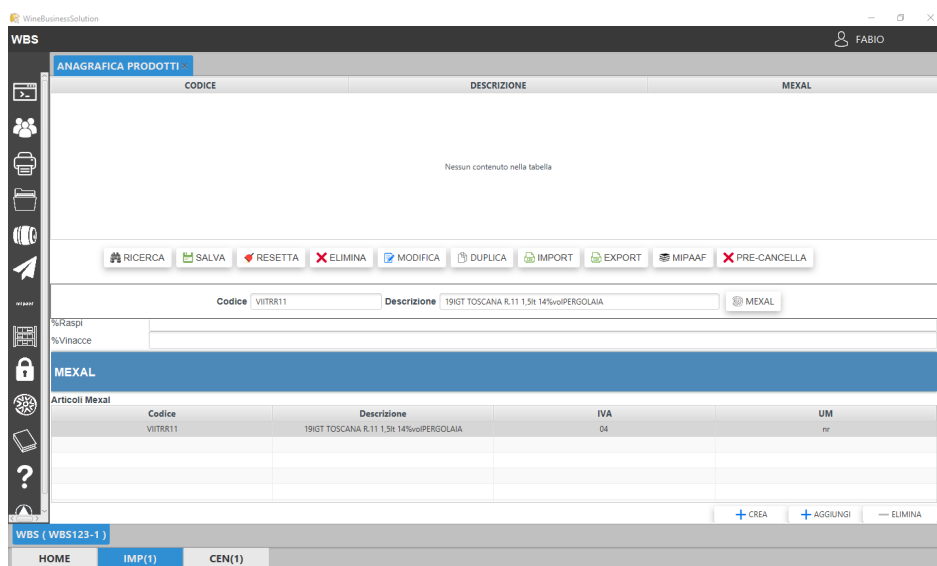 WineBusinessSolution
WBS FABIO
ANAGRAFICA PRODOTTI ×
CODICE DESCRIZIONE MEXAL
Nessun contenuto nella tabella
RICERCA SALVA RESETTA ELIMINA MODIFICA DUPLICA IMPORT EXPORT MIPAAF PRE-CANCELLA
Codice VIITRR11 Descrizione 19IGT TOSCANA R.11 1,5lt 14%volPERGOLAIA MEXAL
%Raspi
%Vinacce
MEXAL
Articoli Mexal
Codice Descrizione IVA UM
VIITRR11 19IGT TOSCANA R.11 1,5lt 14%volPERGOLAIA 04 nr
CREA AGGIUNGI ELIMINA
WBS ( WBS123-1 )
HOME IMP(1) CEN(1)